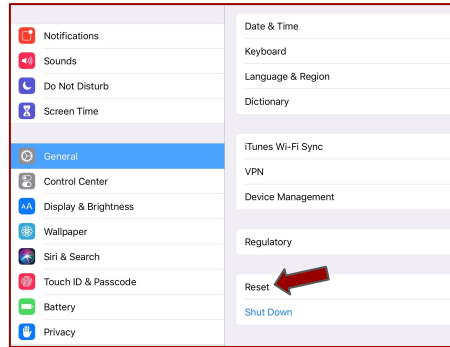 Notifications
Sounds
Do Not Disturb
Screen Time
General
Control Center
AA Display & Brightness
Wallpaper
Siri & Search
Touch ID & Passcode
Battery
Privacy
Date & Time
Keyboard
Language & Region
Dictionary
iTunes Wi-Fi Sync
VPN
Device Management
Regulatory
Reset
Shut Down